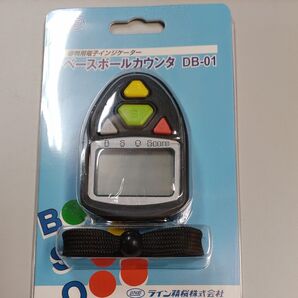 審判用電子インジケーター
ベースボールカウンタ DB-01
B S O Score
B
S
O
ライン精機株式会社